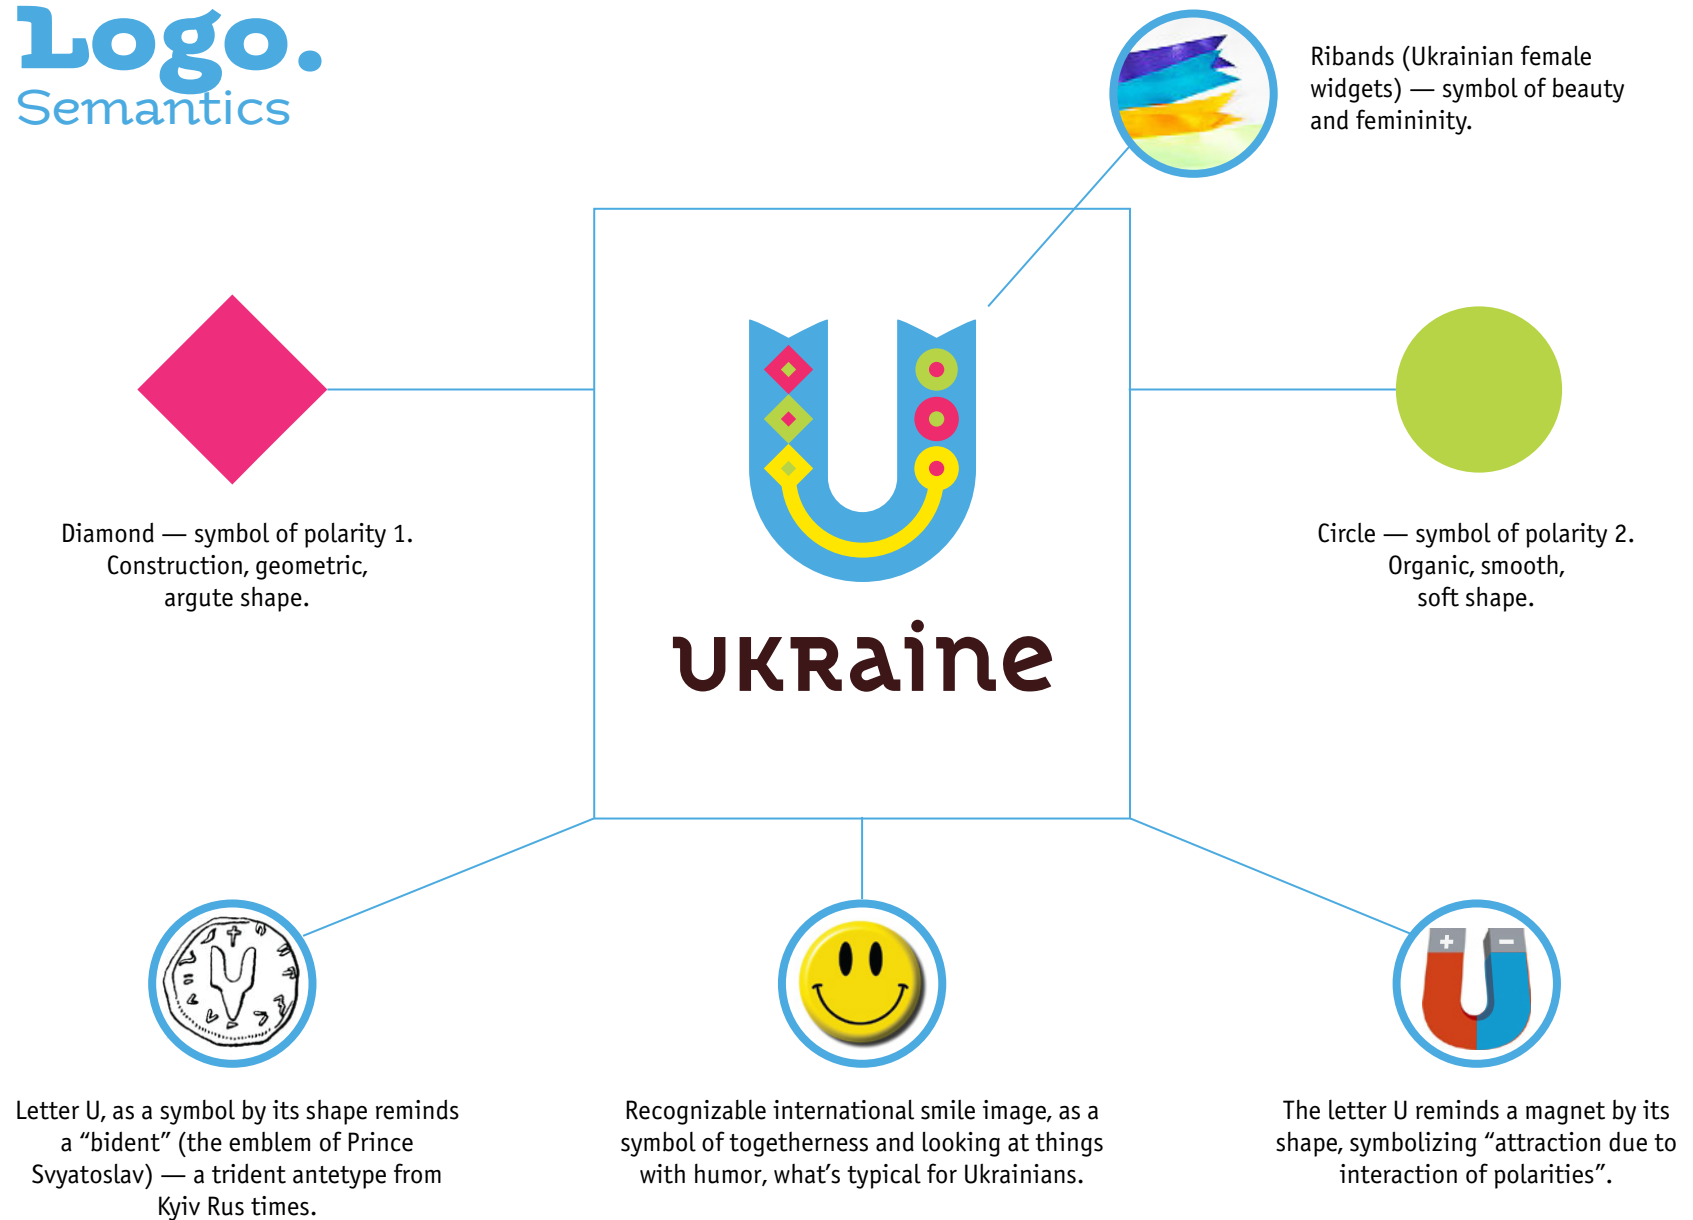 Logo.
Semantics
Ribands (Ukrainian female
widgets) — symbol of beauty
and femininity.
Diamond — symbol of polarity 1.
Construction, geometric,
argute shape.
Circle — symbol of polarity 2.
Organic, smooth,
soft shape.
UKRaine
+ −
Letter U, as a symbol by its shape reminds
a “bident” (the emblem of Prince
Svyatoslav) — a trident antetype from
Kyiv Rus times.
Recognizable international smile image, as a
symbol of togetherness and looking at things
with humor, what’s typical for Ukrainians.
The letter U reminds a magnet by its
shape, symbolizing “attraction due to
interaction of polarities”.